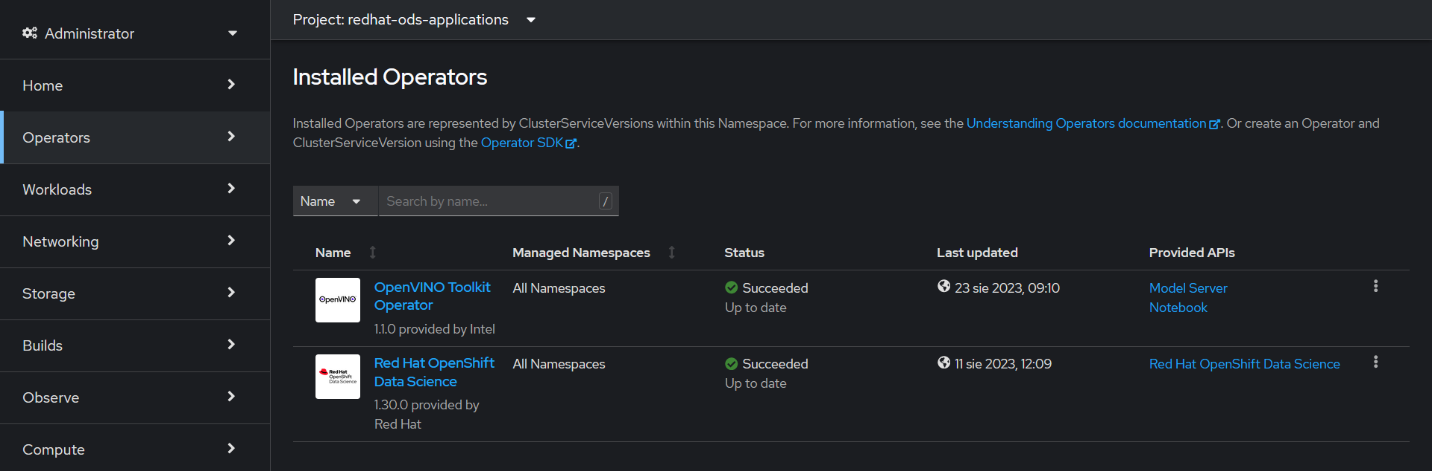 Administrator
Home
Operators
Workloads
Networking
Storage
Builds
Observe
Compute
Project: redhat-ods-applications
Installed Operators
Installed Operators are represented by ClusterServiceVersions within this Namespace. For more information, see the Understanding Operators documentation. Or create an Operator and
ClusterServiceVersion using the Operator SDK.
Name Search by name... /
Name Managed Namespaces Status Last updated Provided APIs
OpenVINO OpenVINO Toolkit All Namespaces Succeeded 23 sie 2023, 09:10 Model Server
Operator Up to date Notebook
1.1.0 provided by Intel
Red Hat OpenShift All Namespaces Succeeded 11 sie 2023, 12:09 Red Hat OpenShift Data Science
RedHat
OpenShift
Data Science
Data Science Up to date
1.30.0 provided by
Red Hat